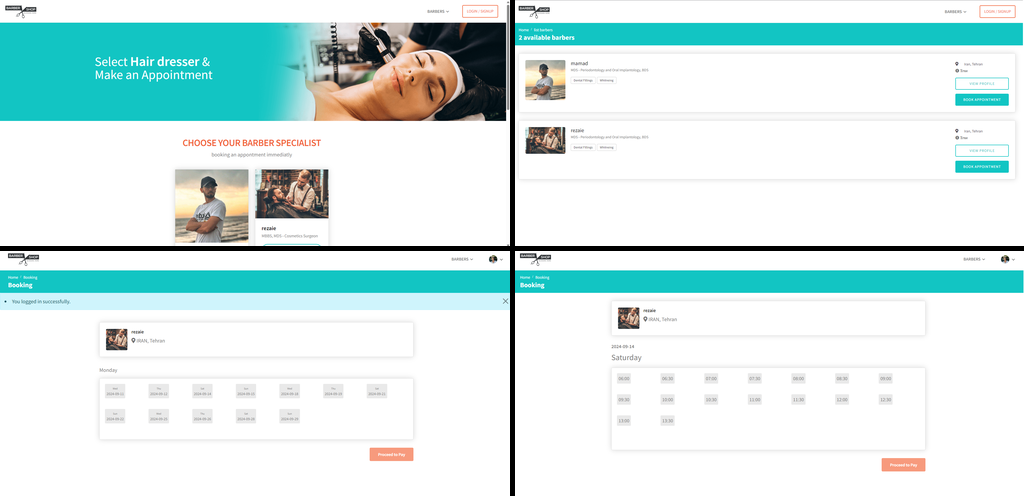 BARBER SHOP
BARBERS
LOGIN / SIGNUP
Select Hair dresser &
Make an Appointment
CHOOSE YOUR BARBER SPECIALIST
booking an appointment immediatly
rezaie
BARBER SHOP
BARBERS
LOGIN / SIGNUP
Home / list barbers
2 available barbers
mamad
MDS - Periodontology and Oral Implantology, BDS
Dental Fillings Whitening
Iran, Tehran
Free
VIEW PROFILE
BOOK APPOINTMENT
rezaie
MDS - Periodontology and Oral Implantology, BDS
Dental Fillings Whitening
Iran, Tehran
Free
VIEW PROFILE
BOOK APPOINTMENT
BARBER SHOP
BARBERS
Home / Booking
Booking
You logged in successfully.
rezaie
IRAN, Tehran
Monday
Proceed to Pay
BARBER SHOP
BARBERS
Home / Booking
Booking
rezaie
IRAN, Tehran
2024-09-14
Saturday
06:00 06:30 07:00 07:30 08:00 08:30 09:00
09:30 10:00 10:30 11:00 11:30 12:00 12:30
13:00 13:30
Proceed to Pay